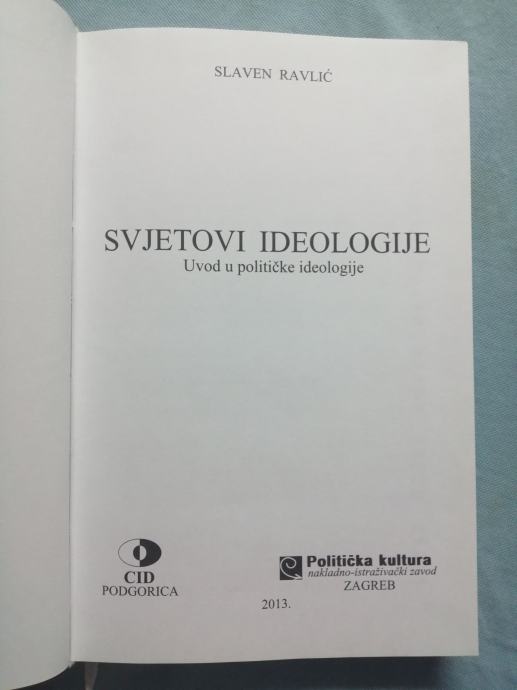 SLAVEN RAVLIĆ
SVJETOVI IDEOLOGIJE
Uvod u političke ideologije
CID
PODGORICA
Politička kultura
nakladno-istraživački zavod
ZAGREB
2013.